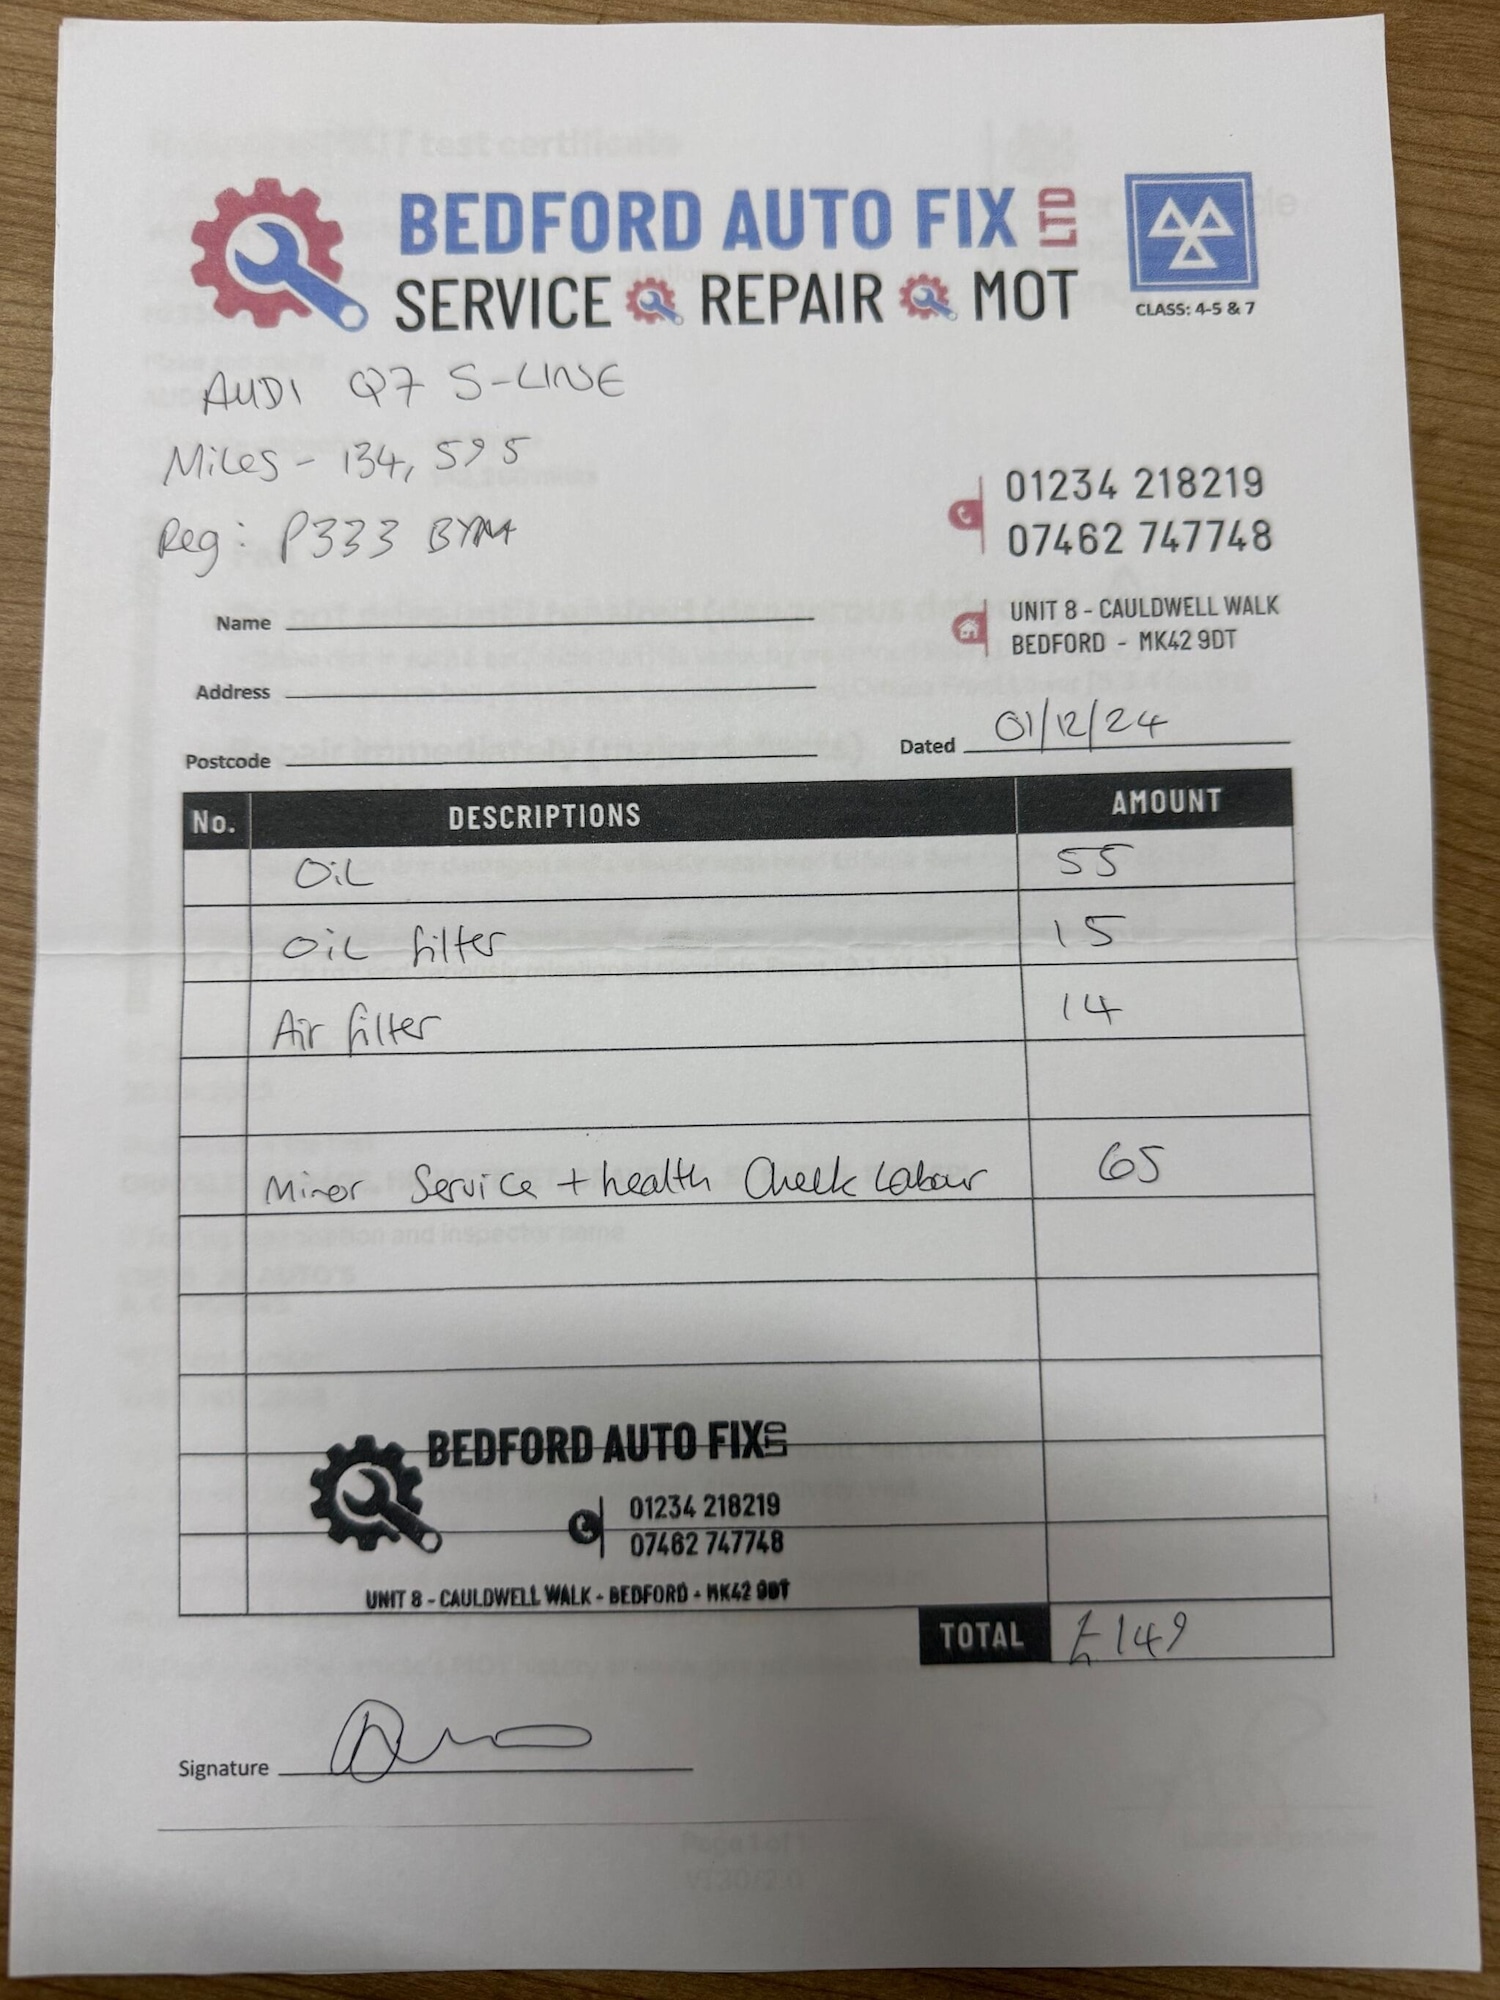 BEDFORD AUTO FIX LTD
SERVICE REPAIR MOT
CLASS: 4-5 & 7
AUDI Q7 S-LINE
Miles - 134,595
Reg: P333 BYM
01234 218219
07462 747748
UNIT 8 - CAULDWELL WALK
BEDFORD - MK42 9DT
Name
Address
Postcode
Dated 01/12/24
No. DESCRIPTIONS AMOUNT
Oil 55
Oil filter 15
Air filter 14
Minor Service + health Check Labour 65
BEDFORD AUTO FIX LTD
01234 218219
07462 747748
UNIT 8 - CAULDWELL WALK - BEDFORD - MK42 9DT
TOTAL £149
Signature